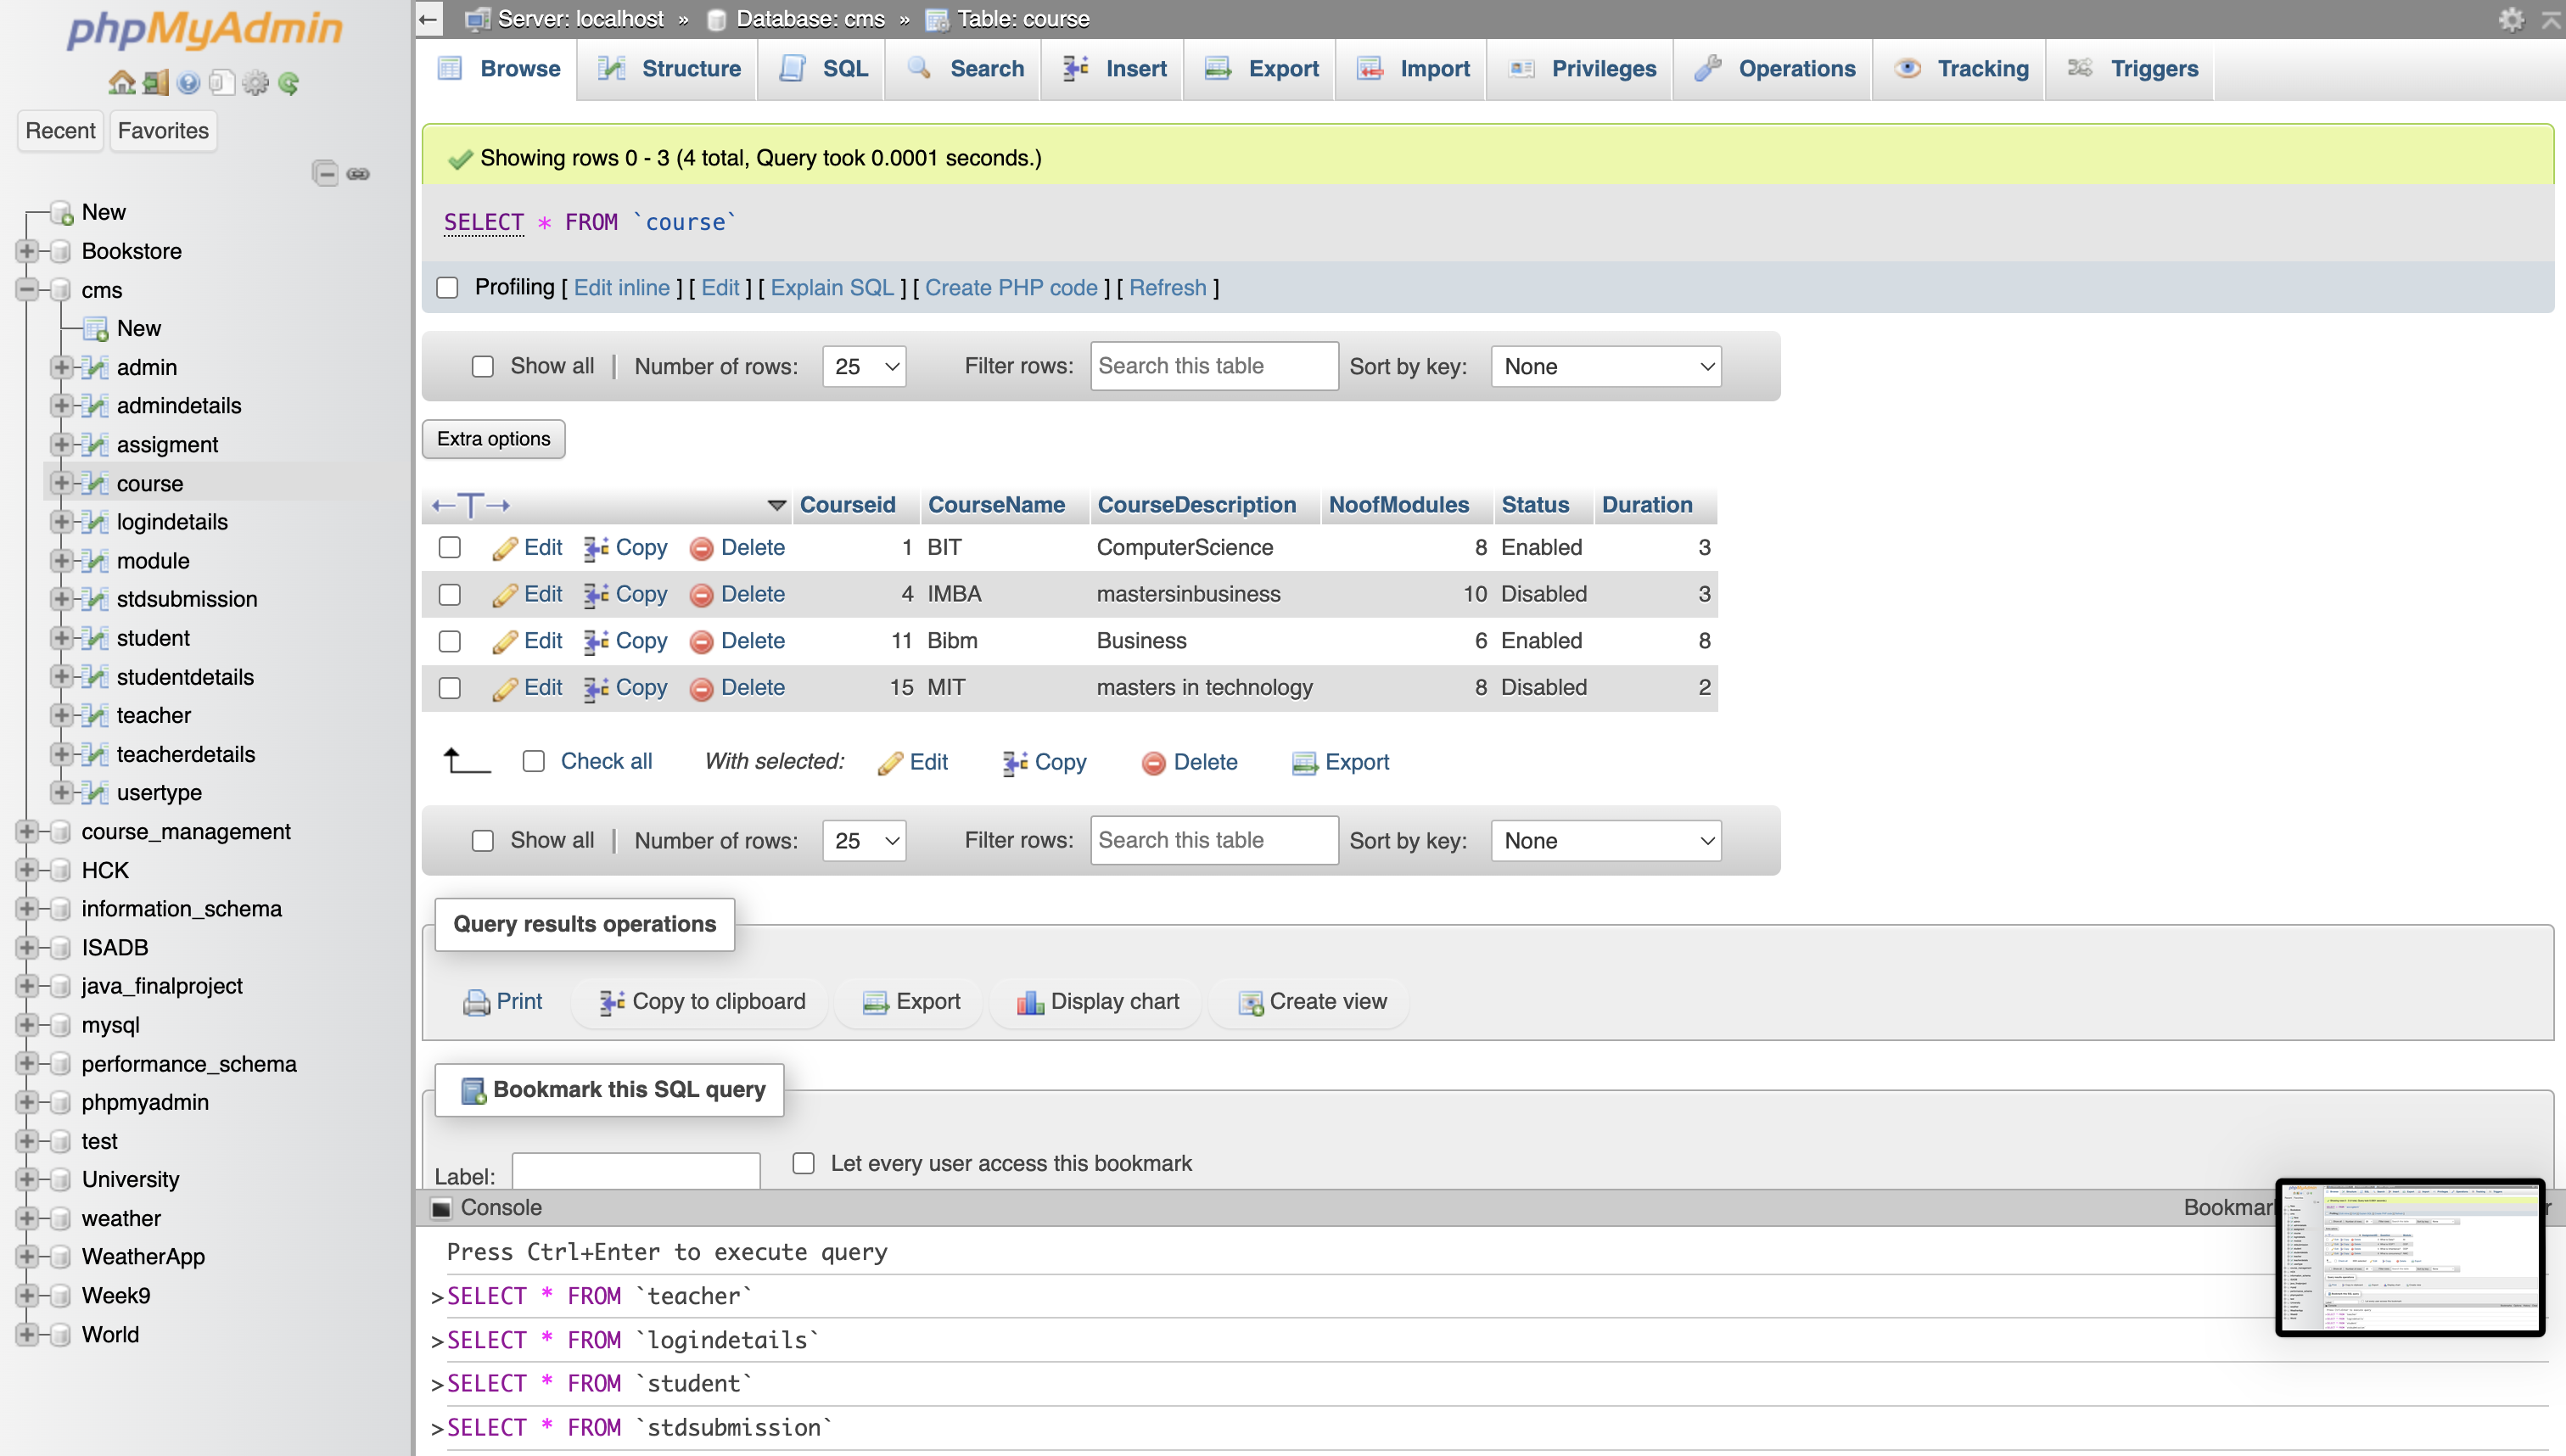 phpMyAdmin
Recent Favorites
New
Bookstore
cms
New
admin
admindetails
assigment
course
logindetails
module
stdsubmission
student
studentdetails
teacher
teacherdetails
usertype
course_management
HCK
information_schema
ISADB
java_finalproject
mysql
performance_schema
phpmyadmin
test
University
weather
WeatherApp
Week9
World
Server: localhost » Database: cms » Table: course
Browse Structure SQL Search Insert Export Import Privileges Operations Tracking Triggers
Showing rows 0 - 3 (4 total, Query took 0.0001 seconds.)
SELECT * FROM `course`
Profiling [ Edit inline ] [ Edit ] [ Explain SQL ] [ Create PHP code ] [ Refresh ]
Show all | Number of rows: 25 Filter rows: Search this table Sort by key: None
Extra options
←T→ Courseid CourseName CourseDescription NoofModules Status Duration
Edit Copy Delete 1 BIT ComputerScience 8 Enabled 3
Edit Copy Delete 4 IMBA mastersinbusiness 10 Disabled 3
Edit Copy Delete 11 Bibm Business 6 Enabled 8
Edit Copy Delete 15 MIT masters in technology 8 Disabled 2
Check all With selected: Edit Copy Delete Export
Show all | Number of rows: 25 Filter rows: Search this table Sort by key: None
Query results operations
Print Copy to clipboard Export Display chart Create view
Bookmark this SQL query
Label: Let every user access this bookmark
Console Bookmar
Press Ctrl+Enter to execute query
>SELECT * FROM `teacher`
>SELECT * FROM `logindetails`
>SELECT * FROM `student`
>SELECT * FROM `stdsubmission`